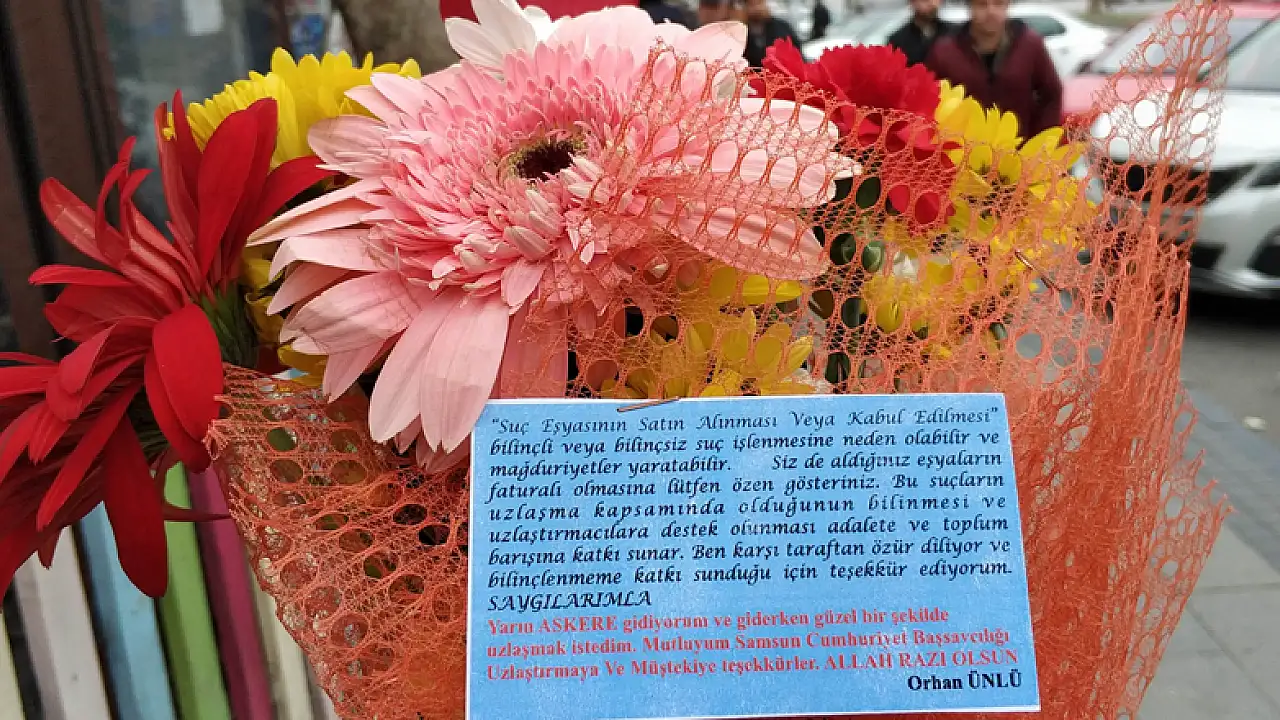 "Suç Eşyasının Satın Alınması Veya Kabul Edilmesi"
bilinçli veya bilinçsiz suç işlenmesine neden olabilir ve
mağduriyetler yaratabilir. Siz de aldığınız eşyaların
faturalı olmasına lütfen özen gösteriniz. Bu suçların
uzlaşma kapsamında olduğunun bilinmesi ve
uzlaştırmacılara destek olunması adalete ve toplum
barışına katkı sunar. Ben karşı taraftan özür diliyor ve
bilinçlenmeme katkı sunduğu için teşekkür ediyorum.
SAYGILARIMLA
Yarın ASKERE gidiyorum ve giderken güzel bir şekilde
uzlaşmak istedim. Mutluyum Samsun Cumhuriyet Başsavcılığı
Uzlaştırmaya Ve Müştekiye teşekkürler. ALLAH RAZI OLSUN
Orhan ÜNLÜ